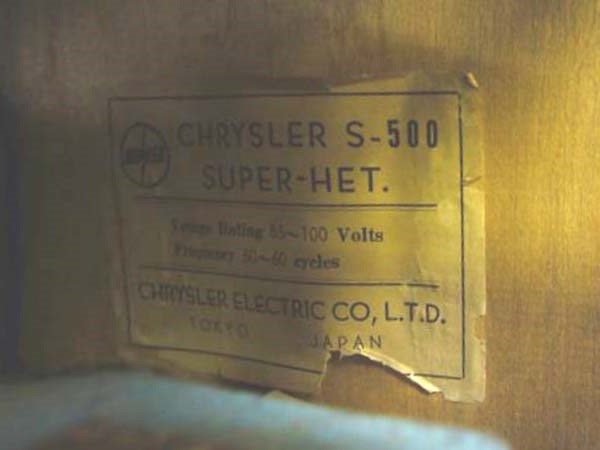 CHRYSLER S-500
SUPER-HET.
Voltage Rating 85~100 Volts
Frequency 50~60 cycles
CHRYSLER ELECTRIC CO, L.T.D.
TOKYO JAPAN